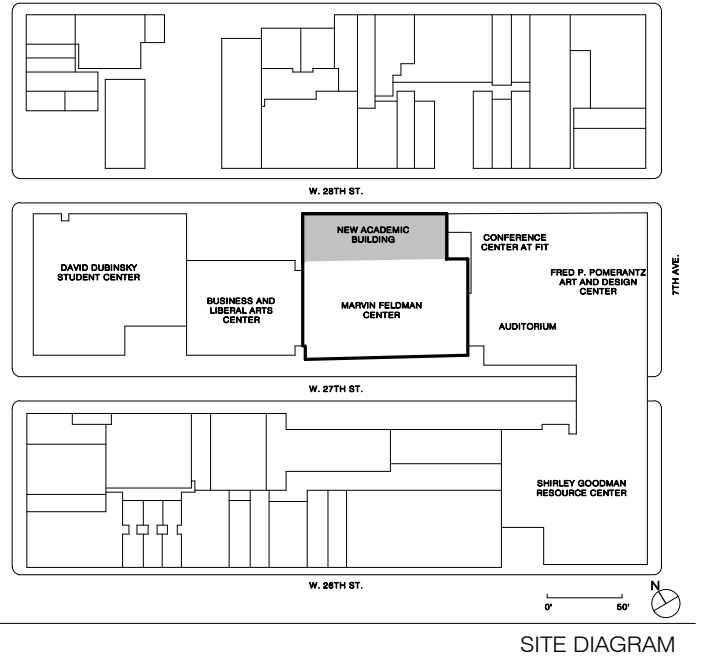 W. 28TH ST.
NEW ACADEMIC
BUILDING
CONFERENCE
CENTER AT FIT
DAVID DUBINSKY
STUDENT CENTER
FRED P. POMERANTZ
ART AND DESIGN
CENTER
7TH AVE.
BUSINESS AND
LIBERAL ARTS
CENTER
MARVIN FELDMAN
CENTER
AUDITORIUM
W. 27TH ST.
SHIRLEY GOODMAN
RESOURCE CENTER
W. 26TH ST.
N
0' 50'
SITE DIAGRAM